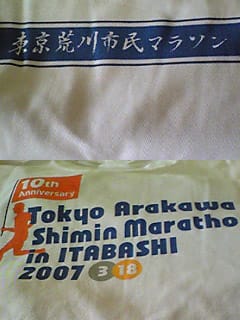 東京荒川市民マラソン
10th
Anniversary
Tokyo Arakawa
Shimin Maratho
in ITABASHI
2007 3 18